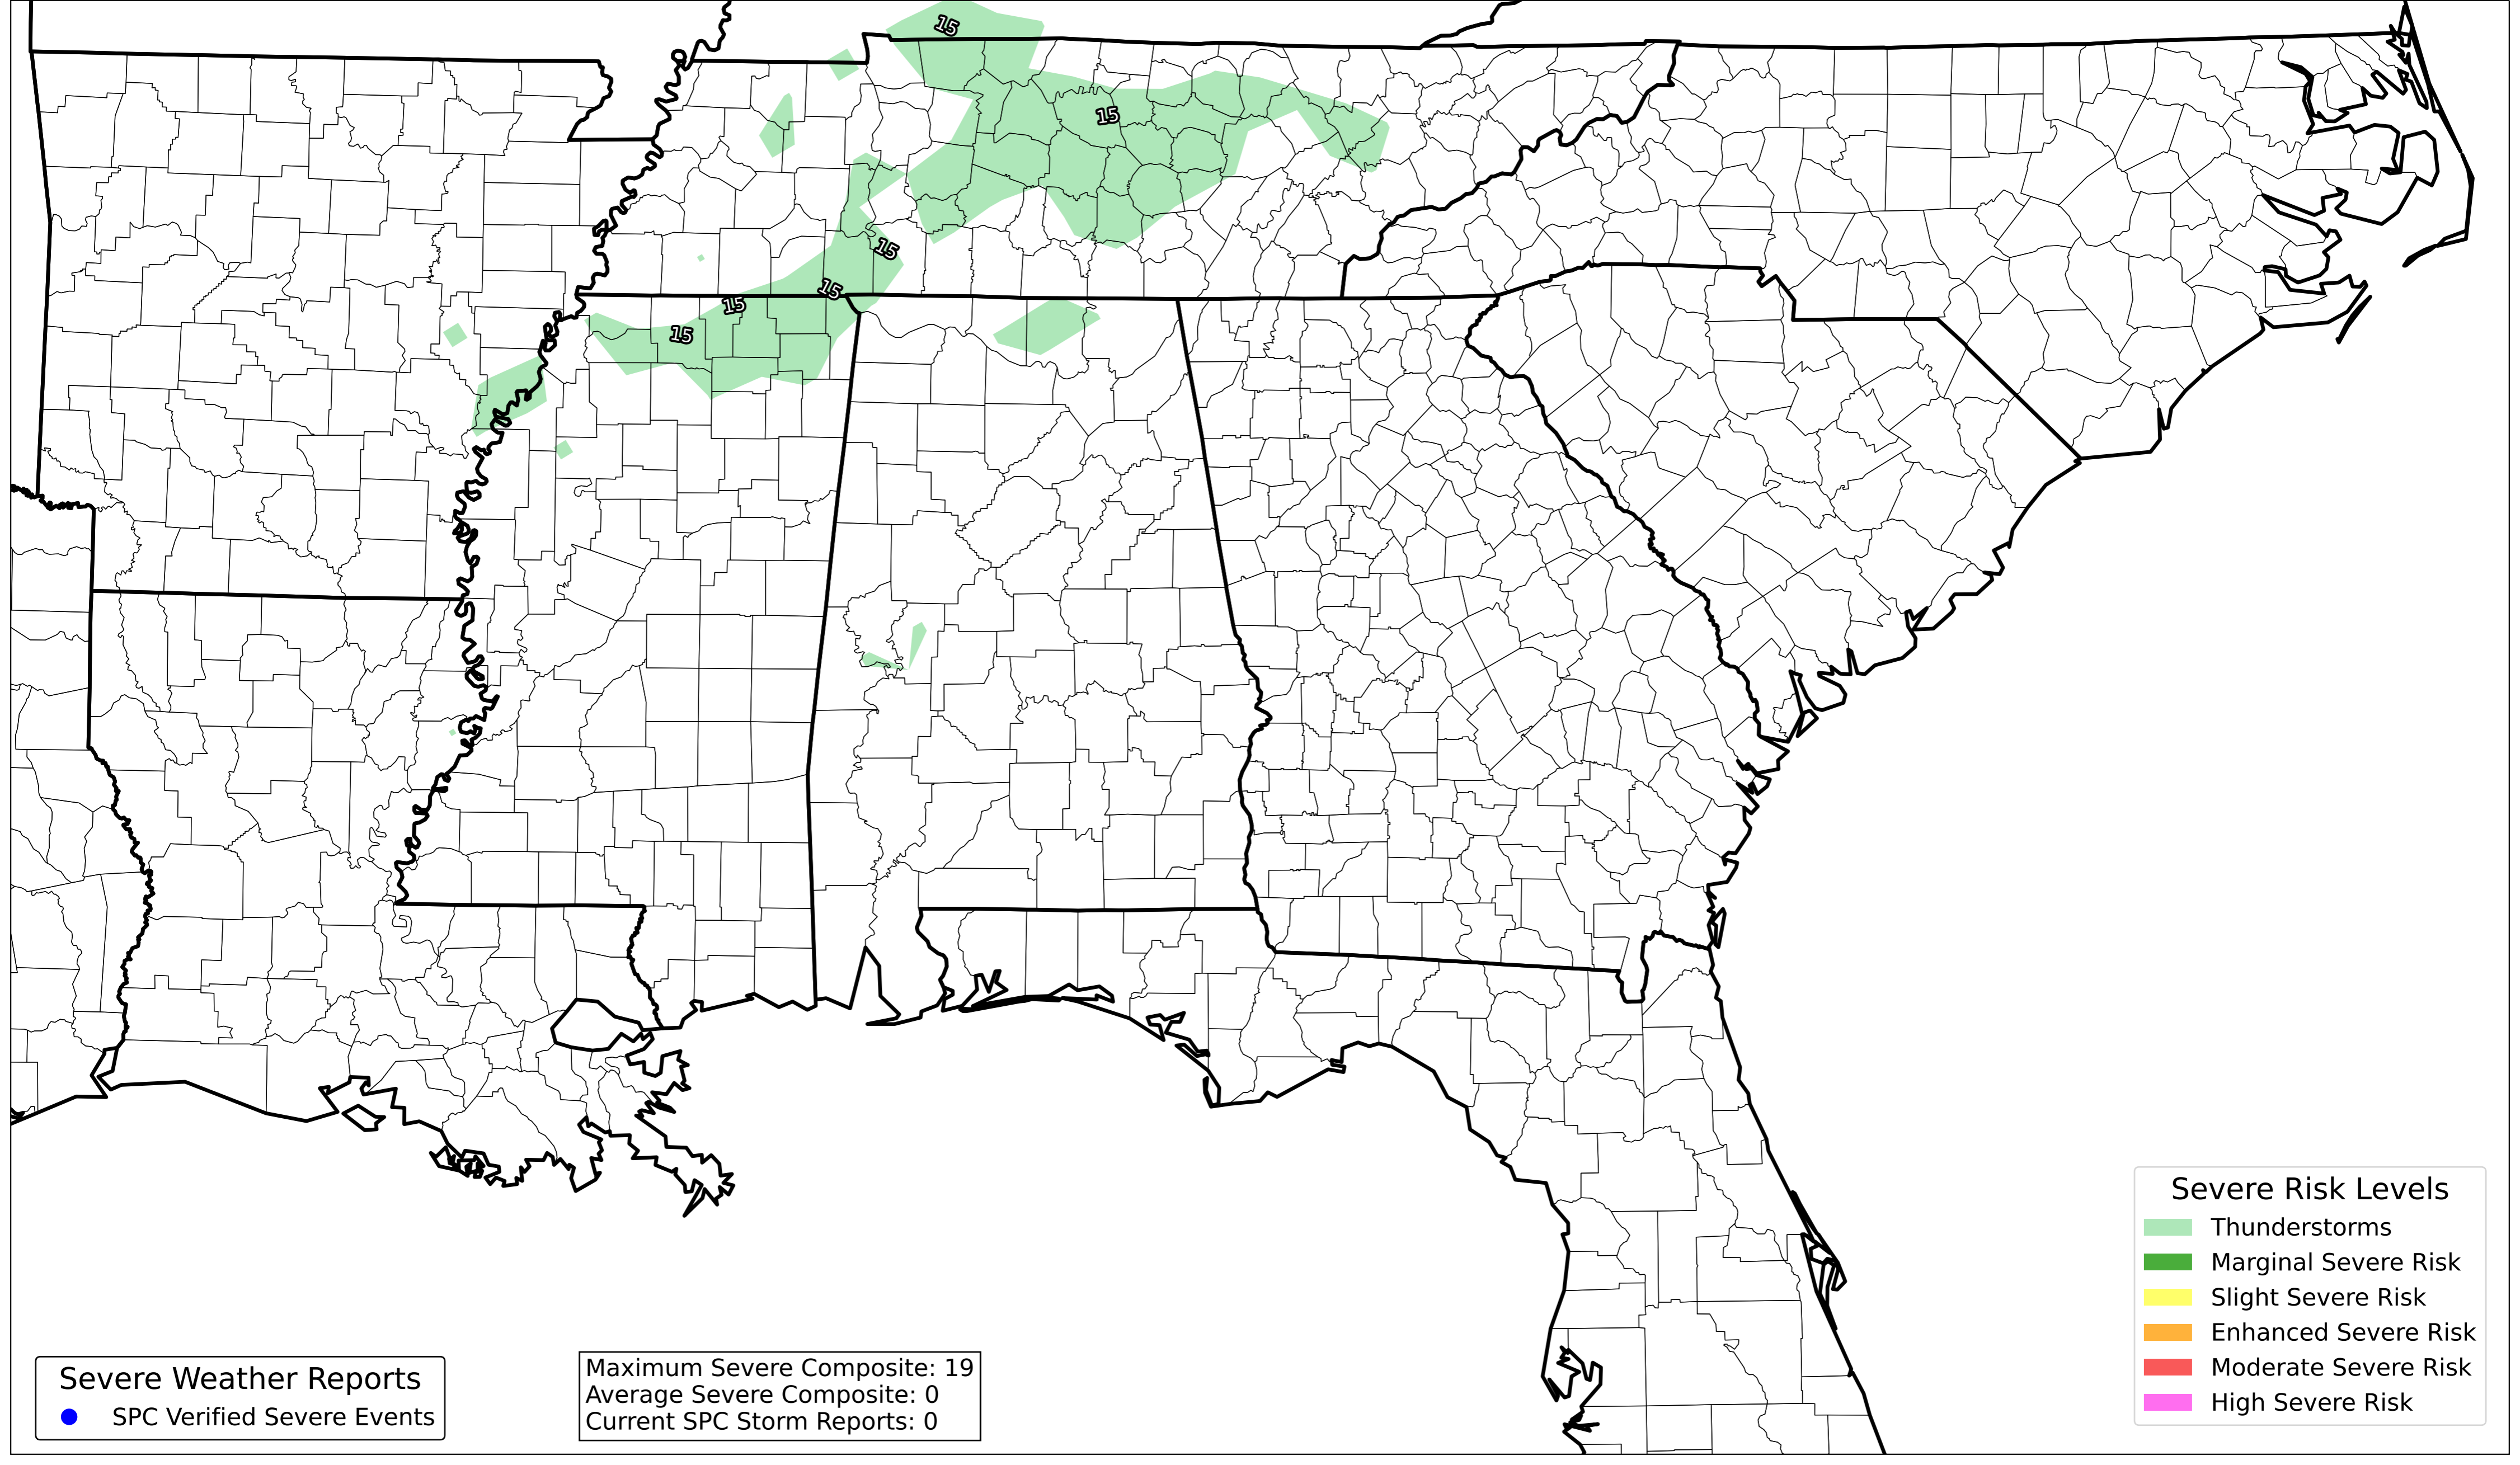 15
15
15
15
15
15
Severe Risk Levels
Thunderstorms
Marginal Severe Risk
Slight Severe Risk
Enhanced Severe Risk
Moderate Severe Risk
High Severe Risk
Severe Weather Reports
SPC Verified Severe Events
Maximum Severe Composite: 19
Average Severe Composite: 0
Current SPC Storm Reports: 0